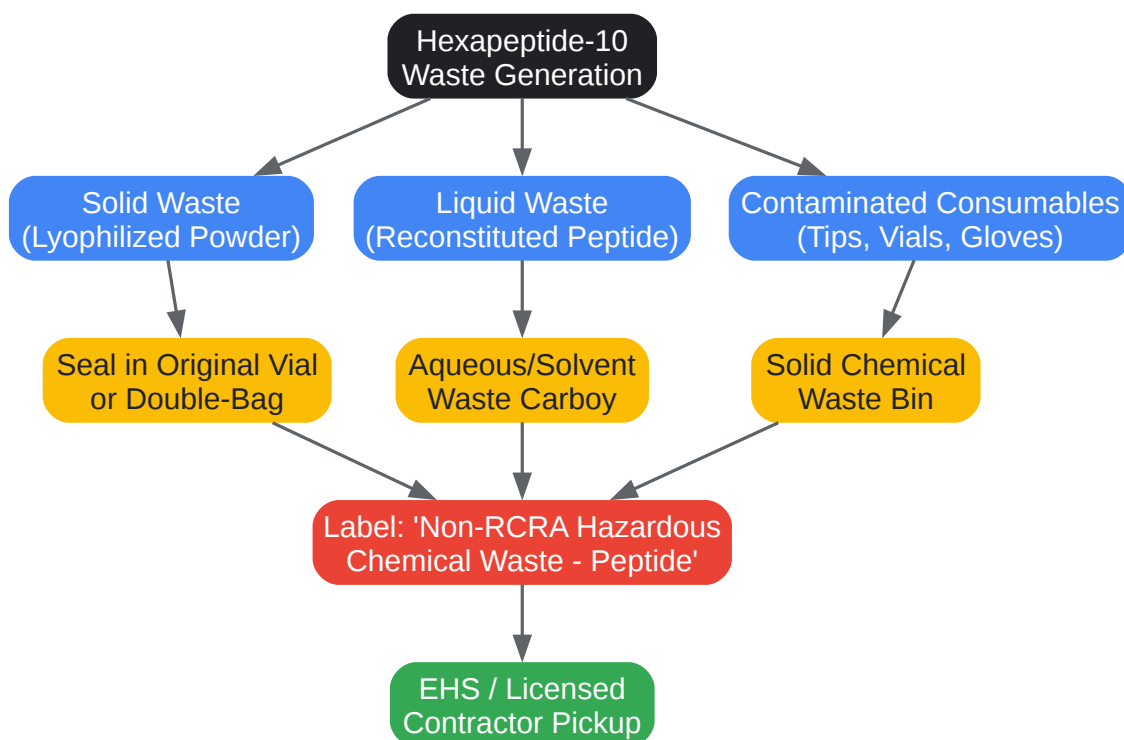 Hexapeptide-10
Waste Generation
Solid Waste
(Lyophilized Powder)
Liquid Waste
(Reconstituted Peptide)
Contaminated Consumables
(Tips, Vials, Gloves)
Seal in Original Vial
or Double-Bag
Aqueous/Solvent
Waste Carboy
Solid Chemical
Waste Bin
Label: 'Non-RCRA Hazardous
Chemical Waste - Peptide'
EHS / Licensed
Contractor Pickup